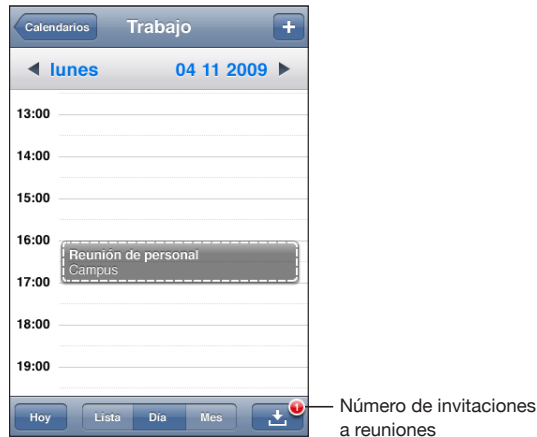 Calendarios
Trabajo
+
lunes
04 11 2009
13:00
14:00
15:00
16:00
Reunión de personal
Campus
17:00
18:00
19:00
Hoy
Lista
Día
Mes
1
Número de invitaciones
a reuniones